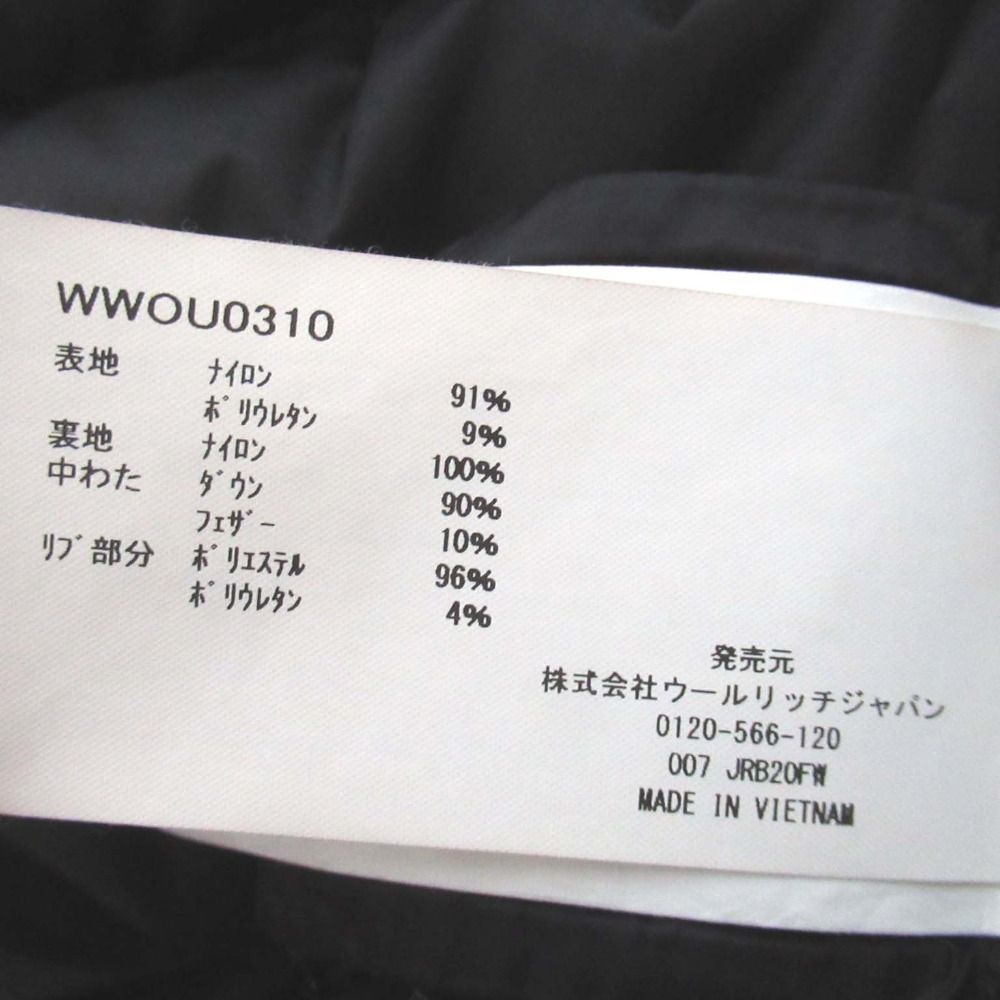 WWOU0310
表地 ナイロン 91%
ポリウレタン 9%
裏地 ナイロン 100%
中わた ダウン 90%
フェザー 10%
リブ部分 ポリエステル 96%
ポリウレタン 4%
発売元
株式会社ウールリッチジャパン
0120-566-120
007 JRB20FW
MADE IN VIETNAM